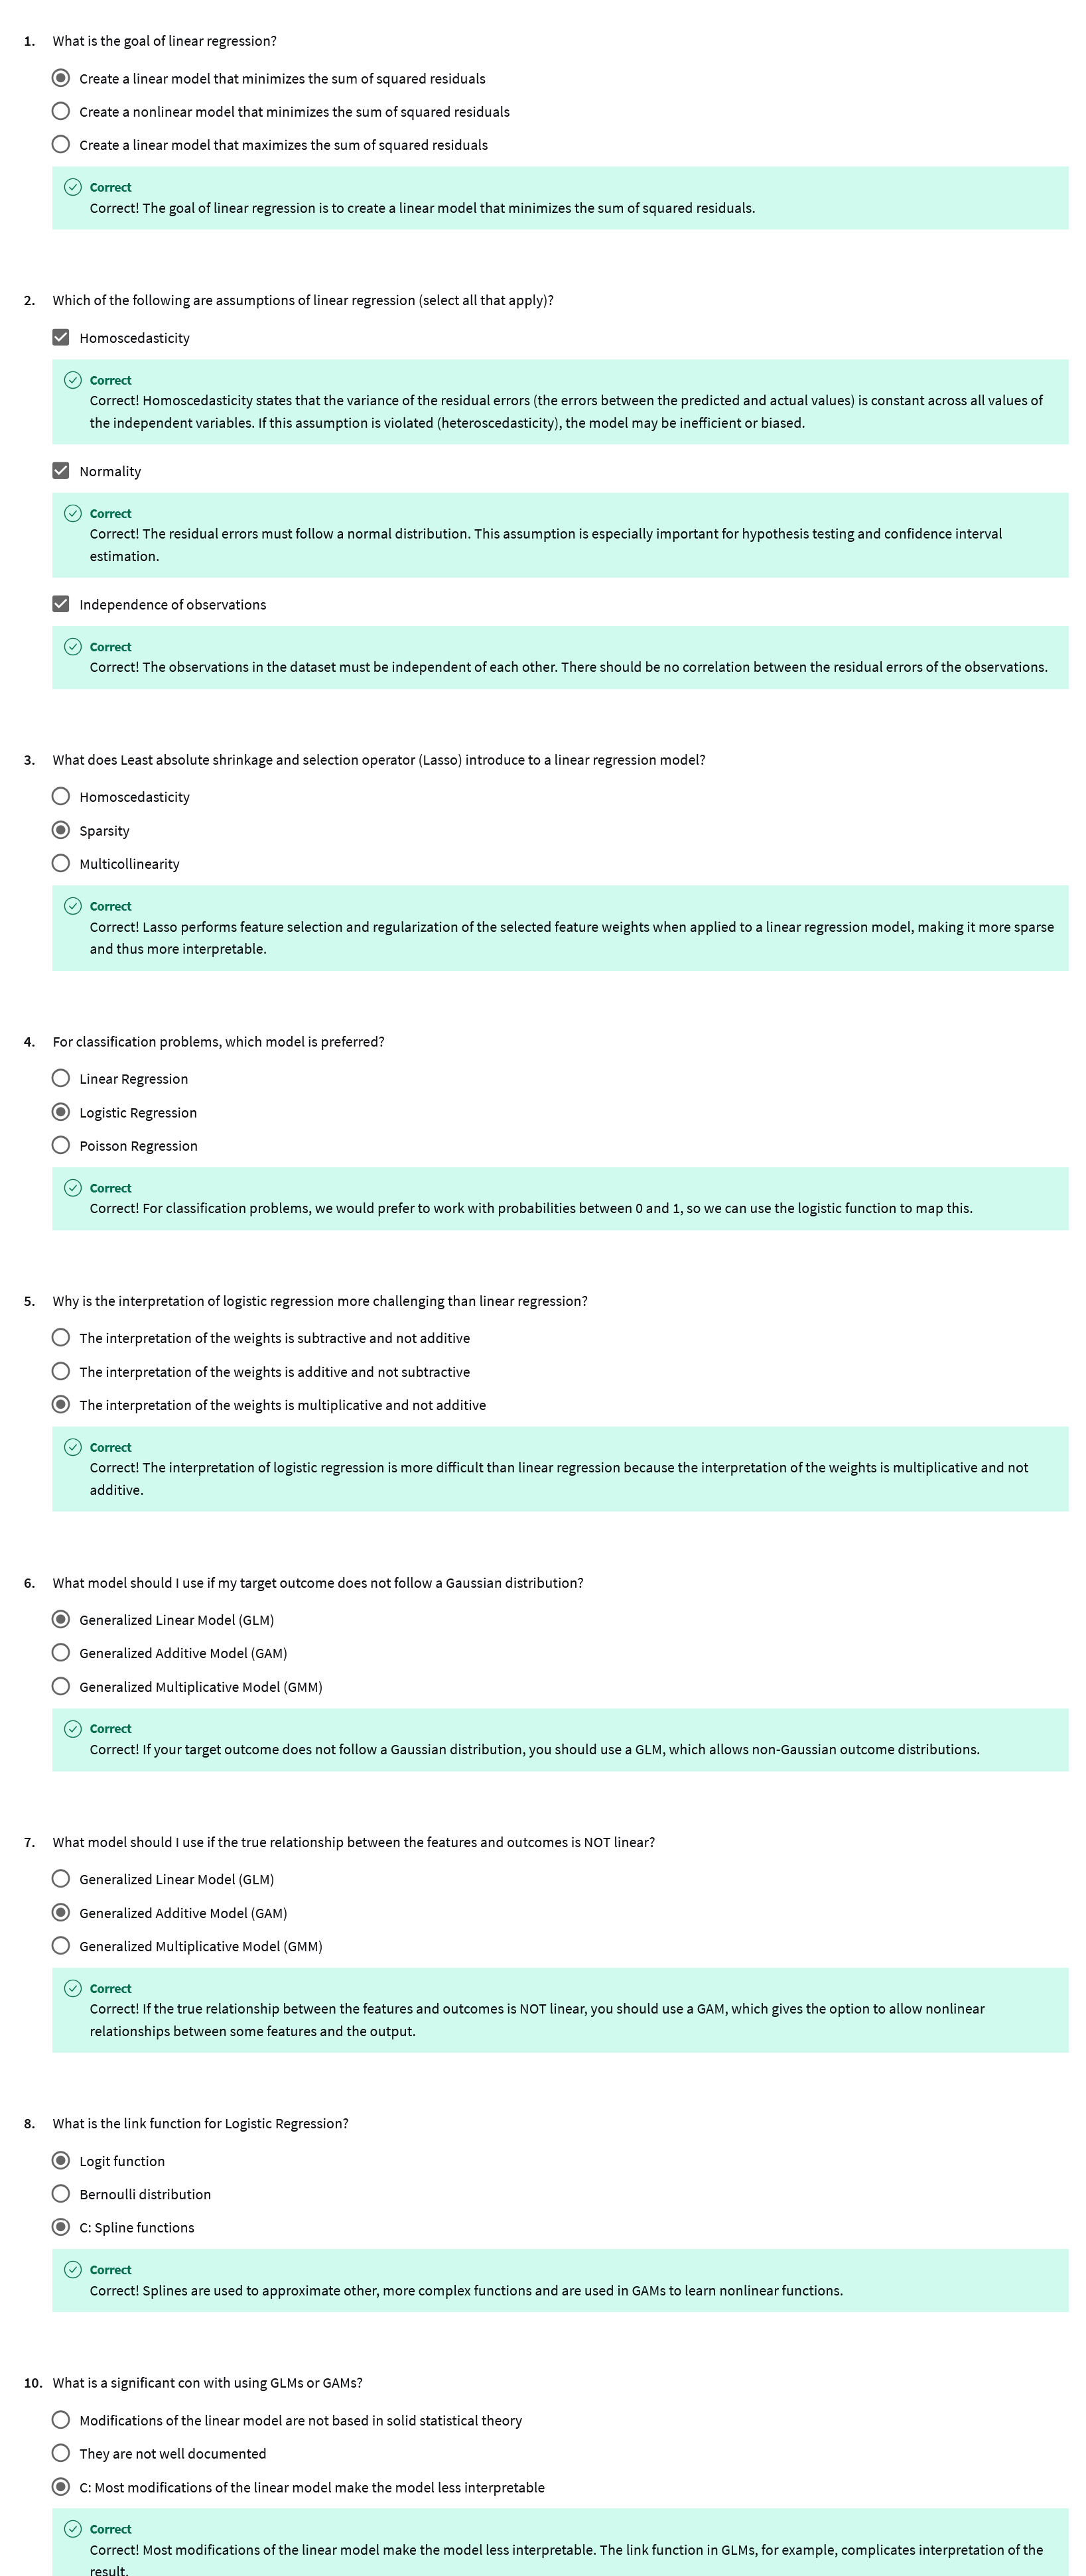 1. What is the goal of linear regression?
Create a linear model that minimizes the sum of squared residuals
Create a nonlinear model that minimizes the sum of squared residuals
Create a linear model that maximizes the sum of squared residuals
Correct
Correct! The goal of linear regression is to create a linear model that minimizes the sum of squared residuals.
2. Which of the following are assumptions of linear regression (select all that apply)?
Homoscedasticity
Correct
Correct! Homoscedasticity states that the variance of the residual errors (the errors between the predicted and actual values) is constant across all values of
the independent variables. If this assumption is violated (heteroscedasticity), the model may be inefficient or biased.
Normality
Correct
Correct! The residual errors must follow a normal distribution. This assumption is especially important for hypothesis testing and confidence interval
estimation.
Independence of observations
Correct
Correct! The observations in the dataset must be independent of each other. There should be no correlation between the residual errors of the observations.
3. What does Least absolute shrinkage and selection operator (Lasso) introduce to a linear regression model?
Homoscedasticity
Sparsity
Multicollinearity
Correct
Correct! Lasso performs feature selection and regularization of the selected feature weights when applied to a linear regression model, making it more sparse
and thus more interpretable.
4. For classification problems, which model is preferred?
Linear Regression
Logistic Regression
Poisson Regression
Correct
Correct! For classification problems, we would prefer to work with probabilities between 0 and 1, so we can use the logistic function to map this.
5. Why is the interpretation of logistic regression more challenging than linear regression?
The interpretation of the weights is subtractive and not additive
The interpretation of the weights is additive and not subtractive
The interpretation of the weights is multiplicative and not additive
Correct
Correct! The interpretation of logistic regression is more difficult than linear regression because the interpretation of the weights is multiplicative and not
additive.
6. What model should I use if my target outcome does not follow a Gaussian distribution?
Generalized Linear Model (GLM)
Generalized Additive Model (GAM)
Generalized Multiplicative Model (GMM)
Correct
Correct! If your target outcome does not follow a Gaussian distribution, you should use a GLM, which allows non-Gaussian outcome distributions.
7. What model should I use if the true relationship between the features and outcomes is NOT linear?
Generalized Linear Model (GLM)
Generalized Additive Model (GAM)
Generalized Multiplicative Model (GMM)
Correct
Correct! If the true relationship between the features and outcomes is NOT linear, you should use a GAM, which gives the option to allow nonlinear
relationships between some features and the output.
8. What is the link function for Logistic Regression?
Logit function
Bernoulli distribution
C: Spline functions
Correct
Correct! Splines are used to approximate other, more complex functions and are used in GAMs to learn nonlinear functions.
10. What is a significant con with using GLMs or GAMs?
Modifications of the linear model are not based in solid statistical theory
They are not well documented
C: Most modifications of the linear model make the model less interpretable
Correct
Correct! Most modifications of the linear model make the model less interpretable. The link function in GLMs, for example, complicates interpretation of the
result.